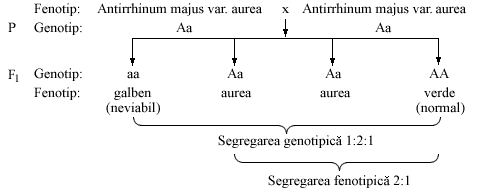 Fenotip: Antirrhinum majus var. aurea x Antirrhinum majus var. aurea
P Genotip: Aa Aa
F1 Genotip: aa Aa Aa AA
Fenotip: galben aurea aurea verde
(neviabil) (normal)
Segregarea genotipică 1:2:1
Segregarea fenotipică 2:1